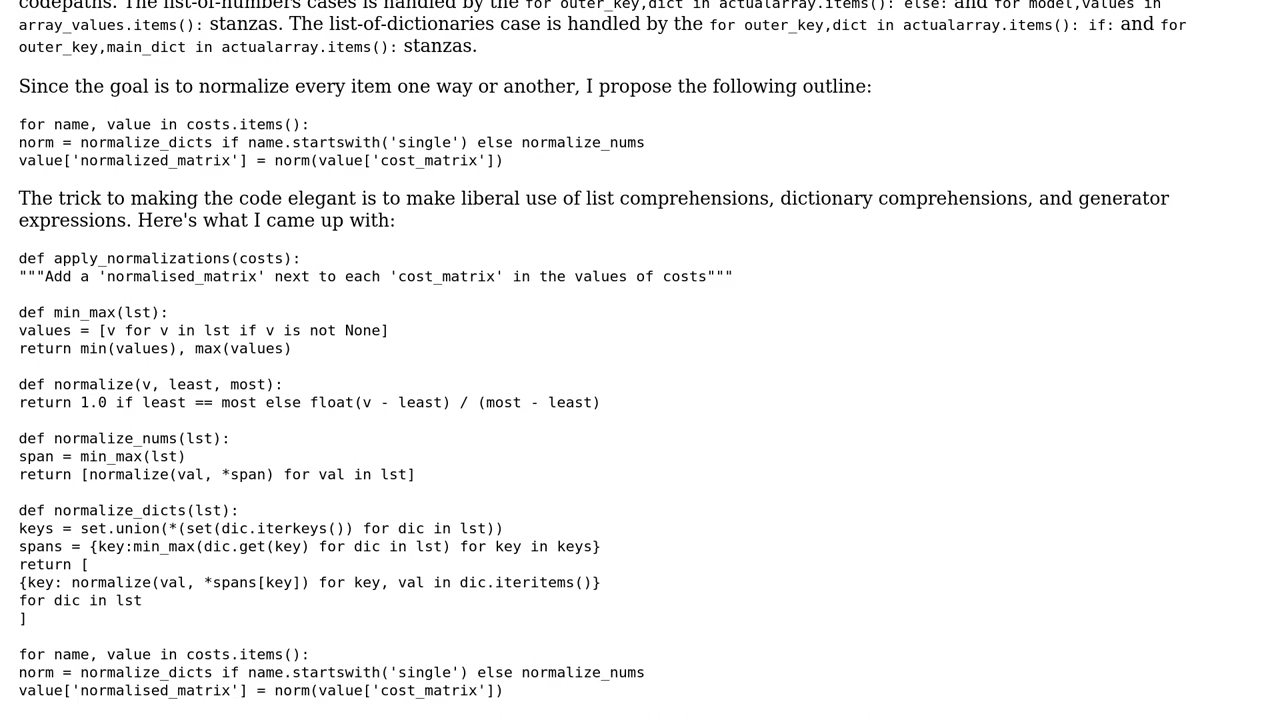 codepaths. The list-of-numbers cases is handled by the for outer_key,dict in actualarray.items(): else: and for model,values in
array_values.items(): stanzas. The list-of-dictionaries case is handled by the for outer_key,dict in actualarray.items(): if: and for
outer_key,main_dict in actualarray.items(): stanzas.
Since the goal is to normalize every item one way or another, I propose the following outline:
for name, value in costs.items():
norm = normalize_dicts if name.startswith('single') else normalize_nums
value['normalized_matrix'] = norm(value['cost_matrix'])
The trick to making the code elegant is to make liberal use of list comprehensions, dictionary comprehensions, and generator
expressions. Here's what I came up with:
def apply_normalizations(costs):
"""Add a 'normalised_matrix' next to each 'cost_matrix' in the values of costs"""
def min_max(lst):
values = [v for v in lst if v is not None]
return min(values), max(values)
def normalize(v, least, most):
return 1.0 if least == most else float(v - least) / (most - least)
def normalize_nums(lst):
span = min_max(lst)
return [normalize(val, *span) for val in lst]
def normalize_dicts(lst):
keys = set.union(*(set(dic.iterkeys()) for dic in lst))
spans = {key:min_max(dic.get(key) for dic in lst) for key in keys}
return [
{key: normalize(val, *spans[key]) for key, val in dic.iteritems()}
for dic in lst
]
for name, value in costs.items():
norm = normalize_dicts if name.startswith('single') else normalize_nums
value['normalised_matrix'] = norm(value['cost_matrix'])